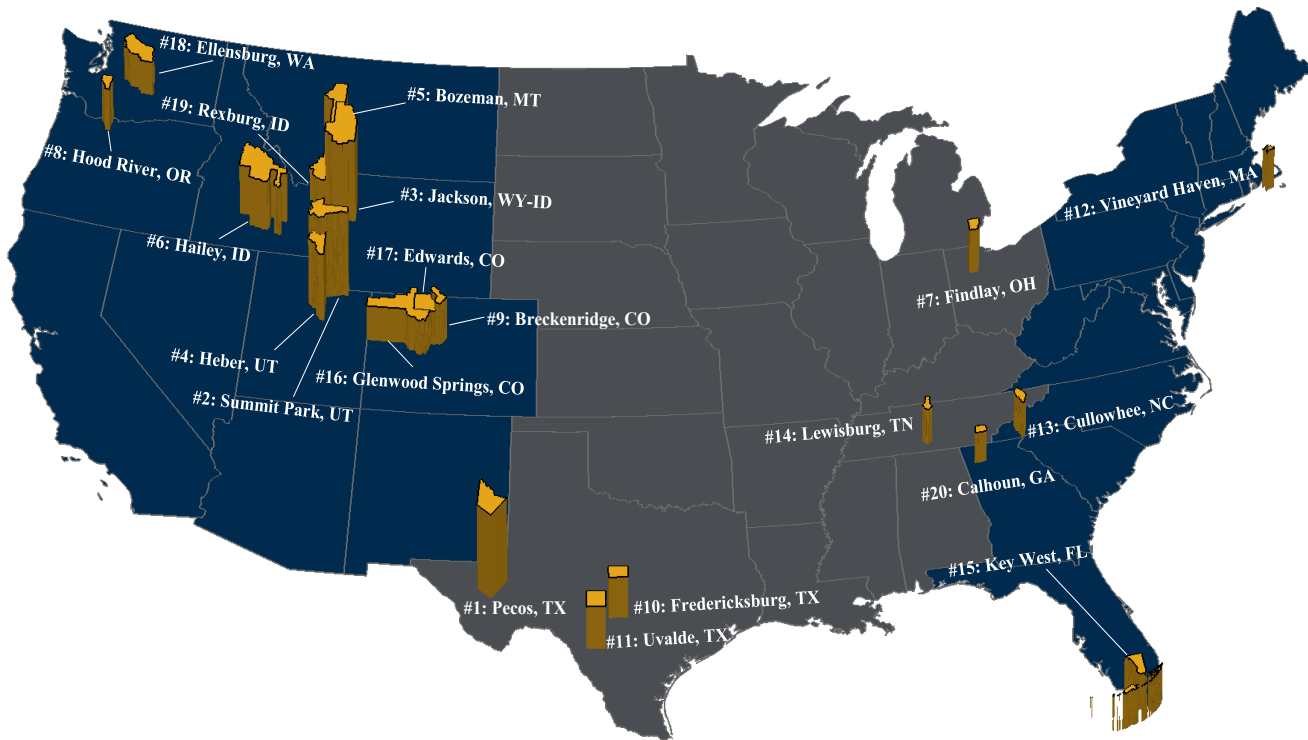 #18: Ellensburg, WA
#5: Bozeman, MT
#19: Rexburg, ID
#8: Hood River, OR
#12: Vineyard Haven, MA
#3: Jackson, WY-ID
#6: Hailey, ID
#17: Edwards, CO
#7: Findlay, OH
#9: Breckenridge, CO
#4: Heber, UT
#16: Glenwood Springs, CO
#2: Summit Park, UT
#14: Lewisburg, TN
#13: Cullowhee, NC
#20: Calhoun, GA
#15: Key West, FL
#1: Pecos, TX
#10: Fredericksburg, TX
#11: Uvalde, TX